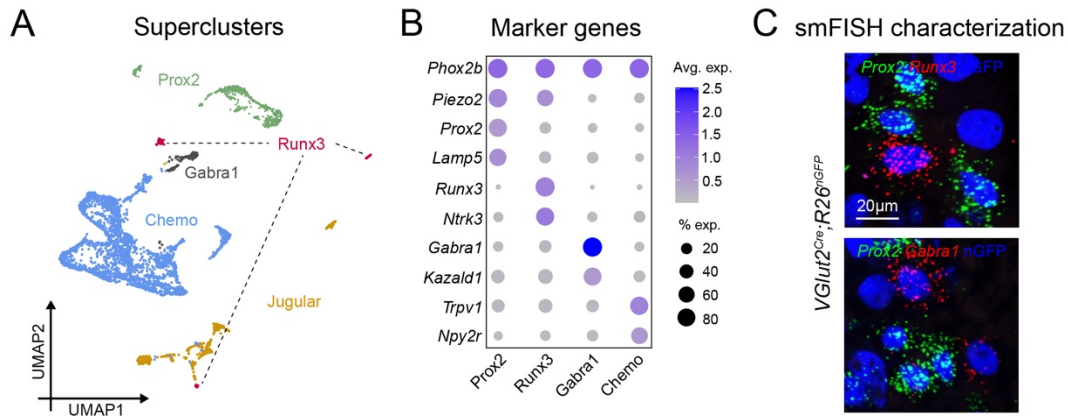 A
Superclusters
Prox2
Runx3
Gabra1
Chemo
Jugular
UMAP2
UMAP1
B
Marker genes
Phox2b
Piezo2
Prox2
Lamp5
Runx3
Ntrk3
Gabra1
Kazald1
Trpv1
Npy2r
Prox2
Runx3
Gabra1
Chemo
Avg. exp.
2.5
2.0
1.5
1.0
0.5
% exp.
20
40
60
80
C
smFISH characterization
VGlut2Cre;R26nGFP
Prox2 Runx3 nGFP
20µm
Prox2 Gabra1 nGFP